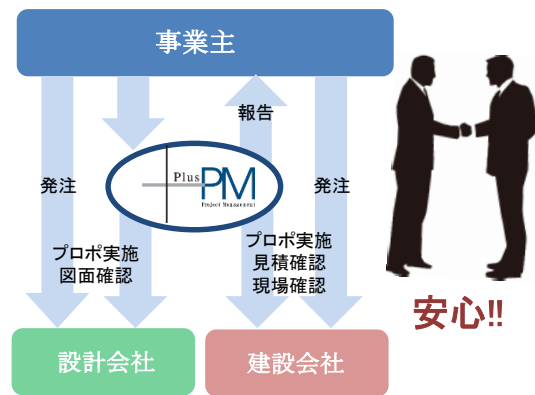 事業主
報告
Plus
PM
Project Management
発注
発注
プロポ実施
図面確認
プロポ実施
見積確認
現場確認
安心!!
設計会社
建設会社